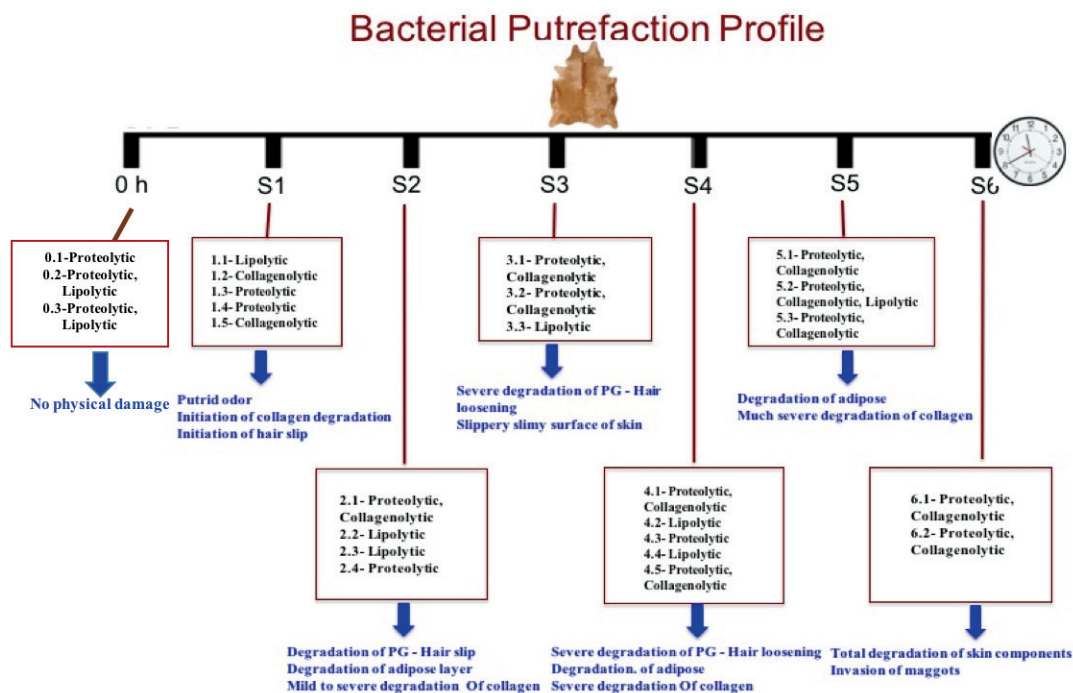 Bacterial Putrefaction Profile
0 h
S1
S2
S3
S4
S5
S6
0.1-Proteolytic
0.2-Proteolytic,
Lipolytic
0.3-Proteolytic,
Lipolytic
No physical damage
1.1- Lipolytic
1.2- Collagenolytic
1.3- Proteolytic
1.4- Proteolytic
1.5- Collagenolytic
Putrid odor
Initiation of collagen degradation
Initiation of hair slip
2.1- Proteolytic,
Collagenolytic
2.2- Lipolytic
2.3- Lipolytic
2.4- Proteolytic
Degradation of PG - Hair slip
Degradation of adipose layer
Mild to severe degradation Of collagen
3.1- Proteolytic,
Collagenolytic
3.2- Proteolytic,
Collagenolytic
3.3- Lipolytic
Severe degradation of PG - Hair
loosening
Slippery slimy surface of skin
4.1- Proteolytic,
Collagenolytic
4.2- Lipolytic
4.3- Proteolytic
4.4- Lipolytic
4.5- Proteolytic,
Collagenolytic
Severe degradation of PG - Hair loosening
Degradation. of adipose
Severe degradation Of collagen
5.1- Proteolytic,
Collagenolytic
5.2- Proteolytic,
Collagenolytic, Lipolytic
5.3- Proteolytic,
Collagenolytic
Degradation of adipose
Much severe degradation of collagen
6.1- Proteolytic,
Collagenolytic
6.2- Proteolytic,
Collagenolytic
Total degradation of skin components
Invasion of maggots